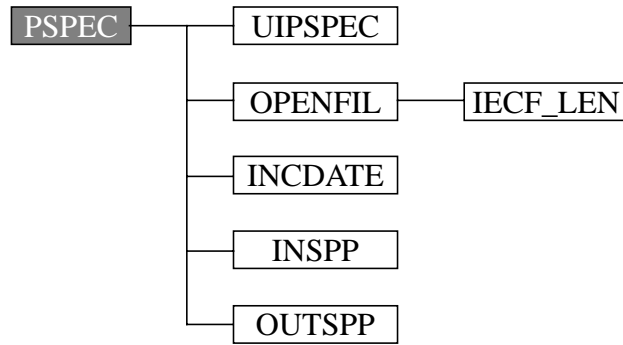 PSPEC
UIPSPEC
OPENFIL
IECF_LEN
INCDATE
INSPP
OUTSPP